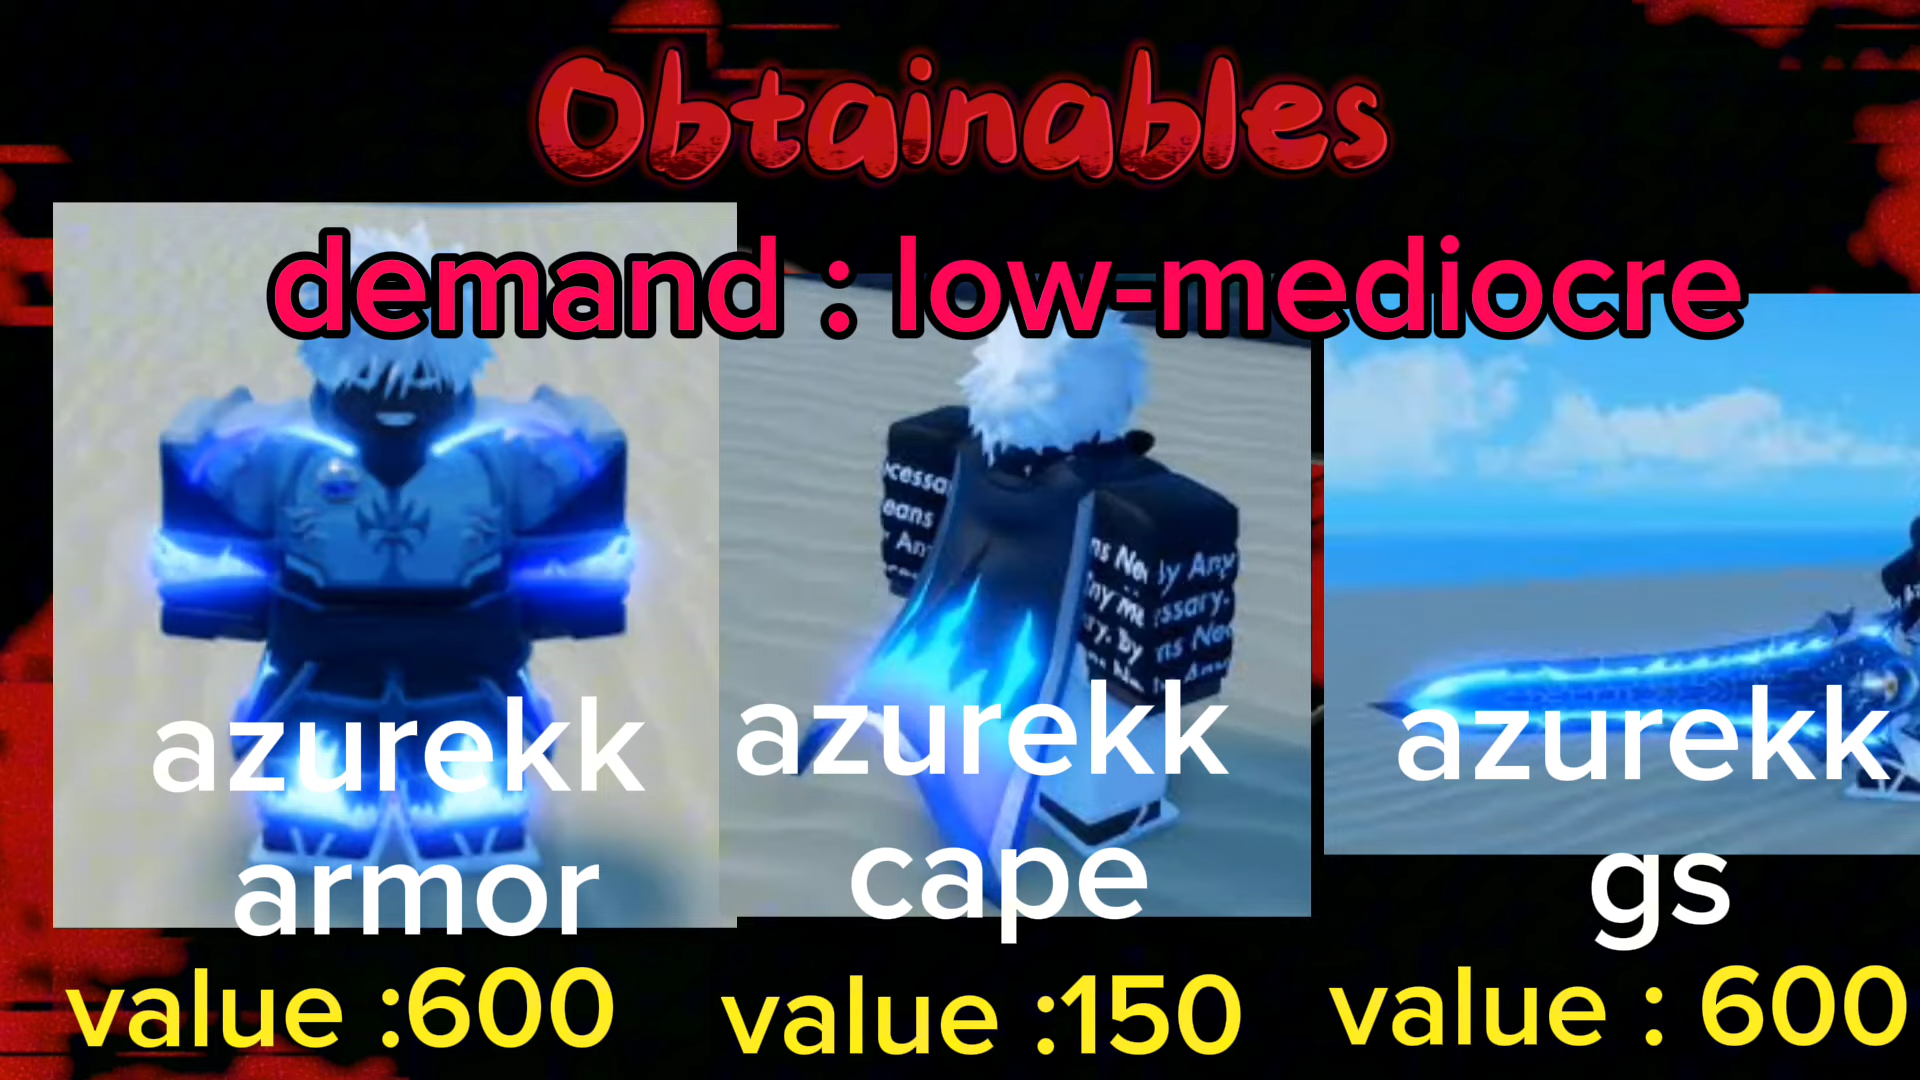 Obtainables
demand : low-mediocre
azurekk
armor
value :600
azurekk
cape
value :150
azurekk
gs
value : 600